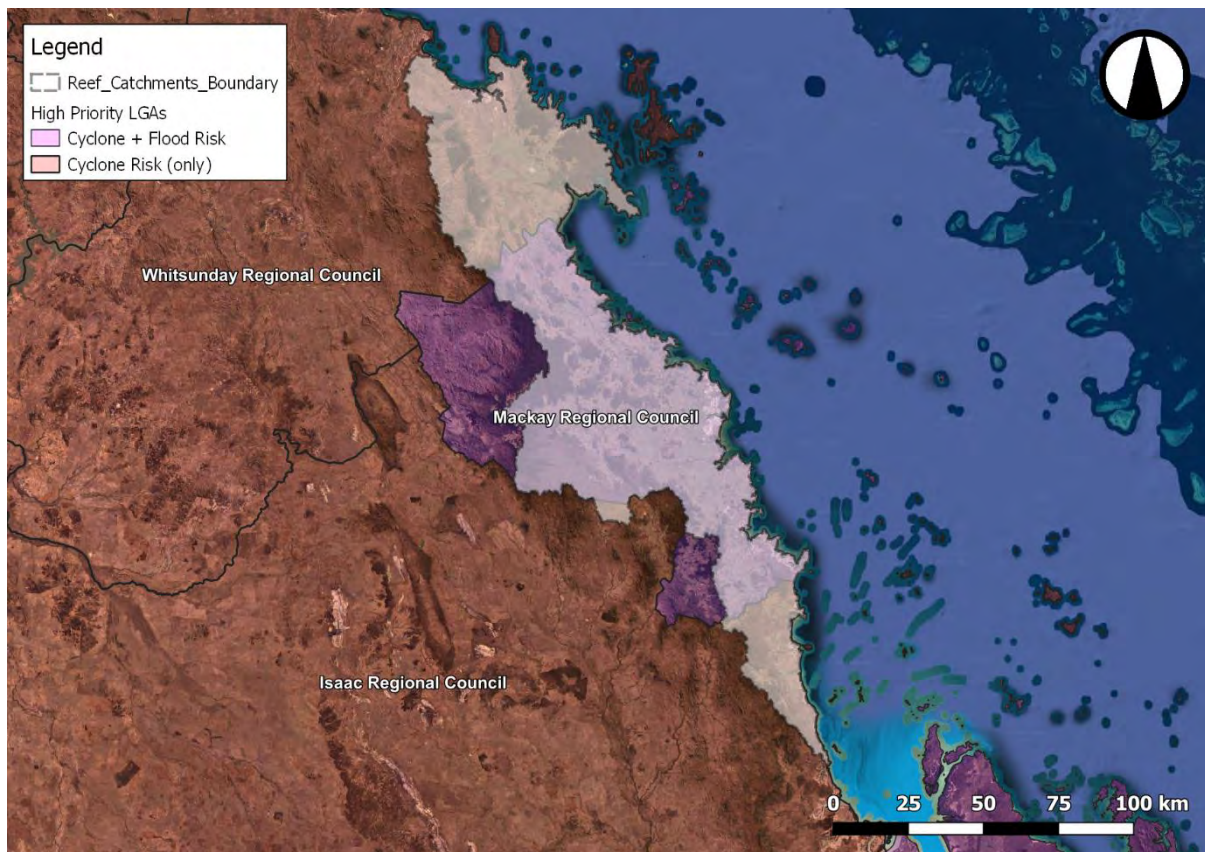 Legend
Reef_Catchments_Boundary
High Priority LGAs
Cyclone + Flood Risk
Cyclone Risk (only)
Whitsunday Regional Council
Mackay Regional Council
Isaac Regional Council
0 25 50 75 100 km